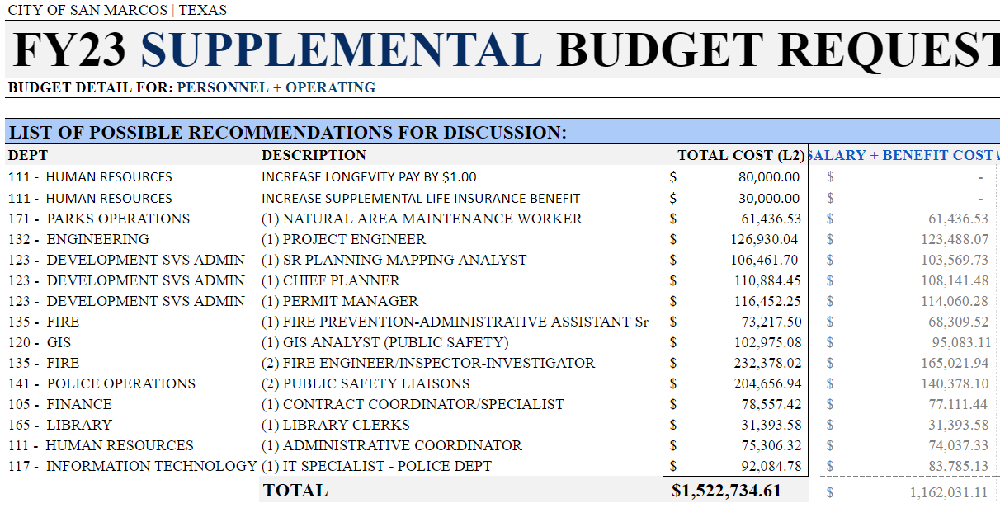 CITY OF SAN MARCOS | TEXAS
FY23 SUPPLEMENTAL BUDGET REQUEST
BUDGET DETAIL FOR: PERSONNEL + OPERATING
LIST OF POSSIBLE RECOMMENDATIONS FOR DISCUSSION:
DEPT DESCRIPTION TOTAL COST (L2) SALARY + BENEFIT COST
111 - HUMAN RESOURCES INCREASE LONGEVITY PAY BY $1.00 $ 80,000.00 $ -
111 - HUMAN RESOURCES INCREASE SUPPLEMENTAL LIFE INSURANCE BENEFIT $ 30,000.00 $ -
171 - PARKS OPERATIONS (1) NATURAL AREA MAINTENANCE WORKER $ 61,436.53 $ 61,436.53
132 - ENGINEERING (1) PROJECT ENGINEER $ 126,930.04 $ 123,488.07
123 - DEVELOPMENT SVS ADMIN (1) SR PLANNING MAPPING ANALYST $ 106,461.70 $ 103,569.73
123 - DEVELOPMENT SVS ADMIN (1) CHIEF PLANNER $ 110,884.45 $ 108,141.48
123 - DEVELOPMENT SVS ADMIN (1) PERMIT MANAGER $ 116,452.25 $ 114,060.28
135 - FIRE (1) FIRE PREVENTION-ADMINISTRATIVE ASSISTANT Sr $ 73,217.50 $ 68,309.52
120 - GIS (1) GIS ANALYST (PUBLIC SAFETY) $ 102,975.08 $ 95,083.11
135 - FIRE (2) FIRE ENGINEER/INSPECTOR-INVESTIGATOR $ 232,378.02 $ 165,021.94
141 - POLICE OPERATIONS (2) PUBLIC SAFETY LIAISONS $ 204,656.94 $ 140,378.10
105 - FINANCE (1) CONTRACT COORDINATOR/SPECIALIST $ 78,557.42 $ 77,111.44
165 - LIBRARY (1) LIBRARY CLERKS $ 31,393.58 $ 31,393.58
111 - HUMAN RESOURCES (1) ADMINISTRATIVE COORDINATOR $ 75,306.32 $ 74,037.33
117 - INFORMATION TECHNOLOGY (1) IT SPECIALIST - POLICE DEPT $ 92,084.78 $ 83,785.13
TOTAL $1,522,734.61 $ 1,162,031.11